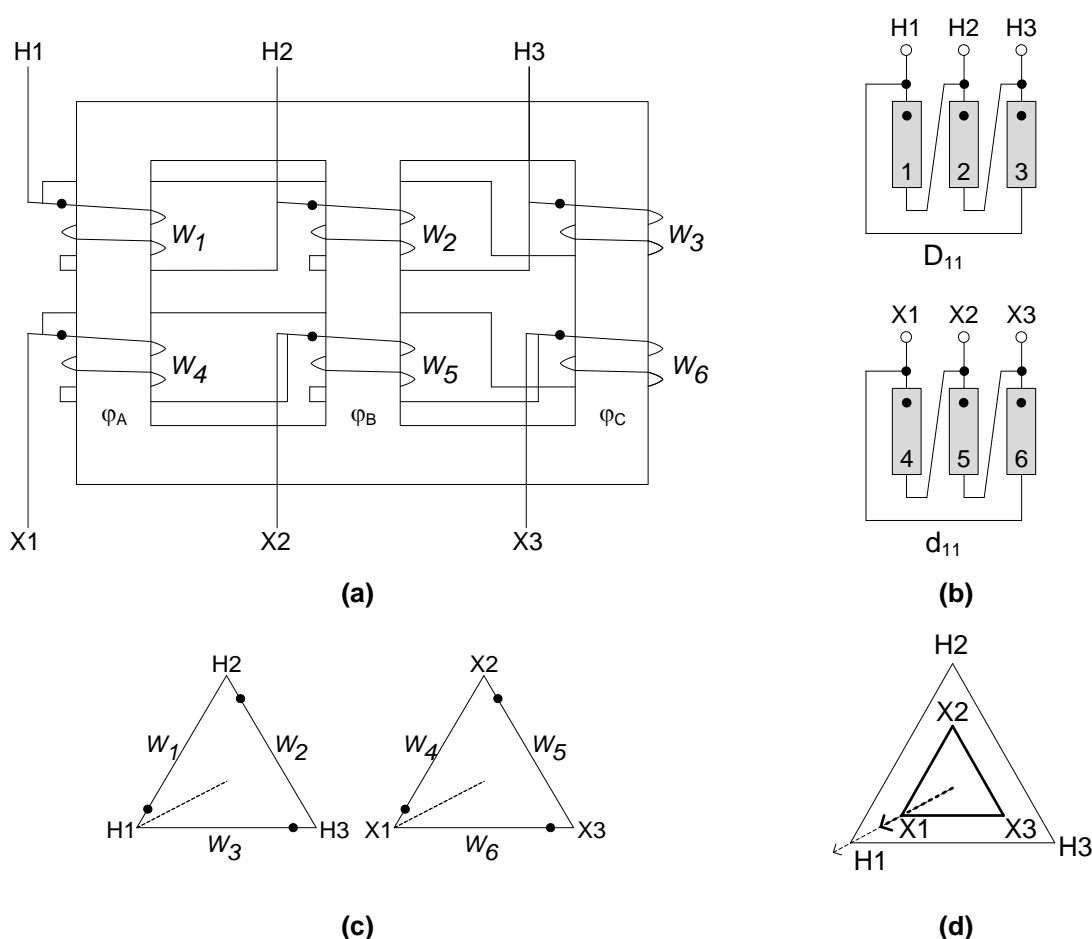 H1 H2 H3
W1 W2 W3
W4 W5 W6
φA φB φC
X1 X2 X3
(a)
H1 H2 H3
1 2 3
D11
X1 X2 X3
4 5 6
d11
(b)
H2 X2
W1 W2 W4 W5
H1 H3 X1 X3
W3 W6
(c)
H2
X2
X1 X3
H1 H3
(d)